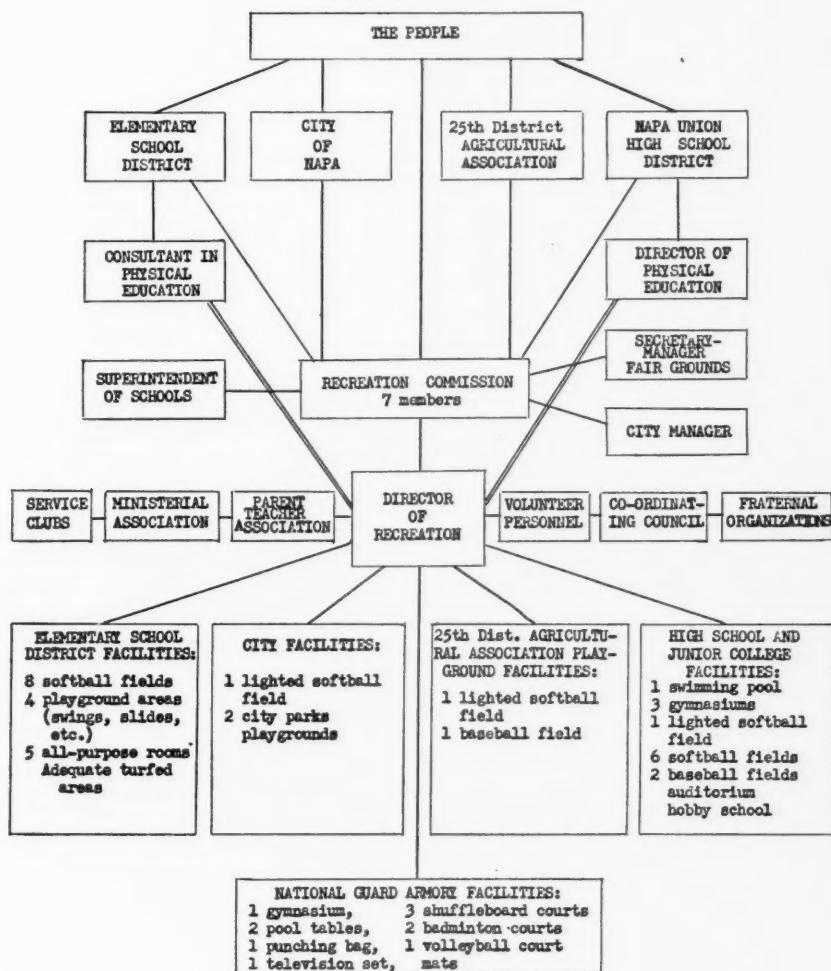 THE PEOPLE
ELEMENTARY
SCHOOL
DISTRICT
CITY
OF
NAPA
25th District
AGRICULTURAL
ASSOCIATION
NAPA UNION
HIGH SCHOOL
DISTRICT
CONSULTANT IN
PHYSICAL
EDUCATION
DIRECTOR OF
PHYSICAL
EDUCATION
SUPERINTENDENT
OF SCHOOLS
RECREATION COMMISSION
7 members
SECRETARY-
MANAGER
FAIR GROUNDS
CITY MANAGER
SERVICE
CLUBS
MINISTERIAL
ASSOCIATION
PARENT
TEACHER
ASSOCIATION
DIRECTOR
OF
RECREATION
VOLUNTEER
PERSONNEL
CO-ORDINAT-
ING COUNCIL
FRATERNAL
ORGANIZATIONS
ELEMENTARY SCHOOL
DISTRICT FACILITIES:
8 softball fields
4 playground areas
(swings, slides,
etc.)
5 all-purpose rooms
Adequate turfed
areas
CITY FACILITIES:
1 lighted softball
field
2 city parks
playgrounds
25th Dist. AGRICULTU-
RAL ASSOCIATION PLAY-
GROUND FACILITIES:
1 lighted softball
field
1 baseball field
HIGH SCHOOL AND
JUNIOR COLLEGE
FACILITIES:
1 swimming pool
3 gymnasiums
1 lighted softball
field
6 softball fields
2 baseball fields
auditorium
hobby school
NATIONAL GUARD ARMORY FACILITIES:
1 gymnasium, 3 shuffleboard courts
2 pool tables, 2 badminton courts
1 punching bag, 1 volleyball court
1 television set, mats